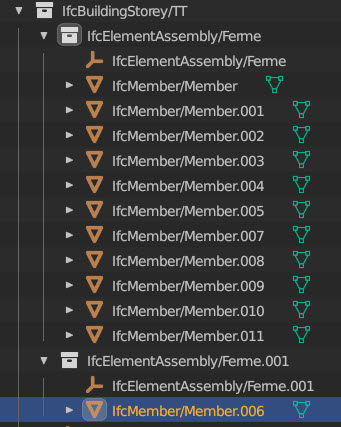 IfcBuildingStorey/TT
IfcElementAssembly/Ferme
IfcElementAssembly/Ferme
IfcMember/Member
IfcMember/Member.001
IfcMember/Member.002
IfcMember/Member.003
IfcMember/Member.004
IfcMember/Member.005
IfcMember/Member.007
IfcMember/Member.008
IfcMember/Member.009
IfcMember/Member.010
IfcMember/Member.011
IfcElementAssembly/Ferme.001
IfcElementAssembly/Ferme.001
IfcMember/Member.006